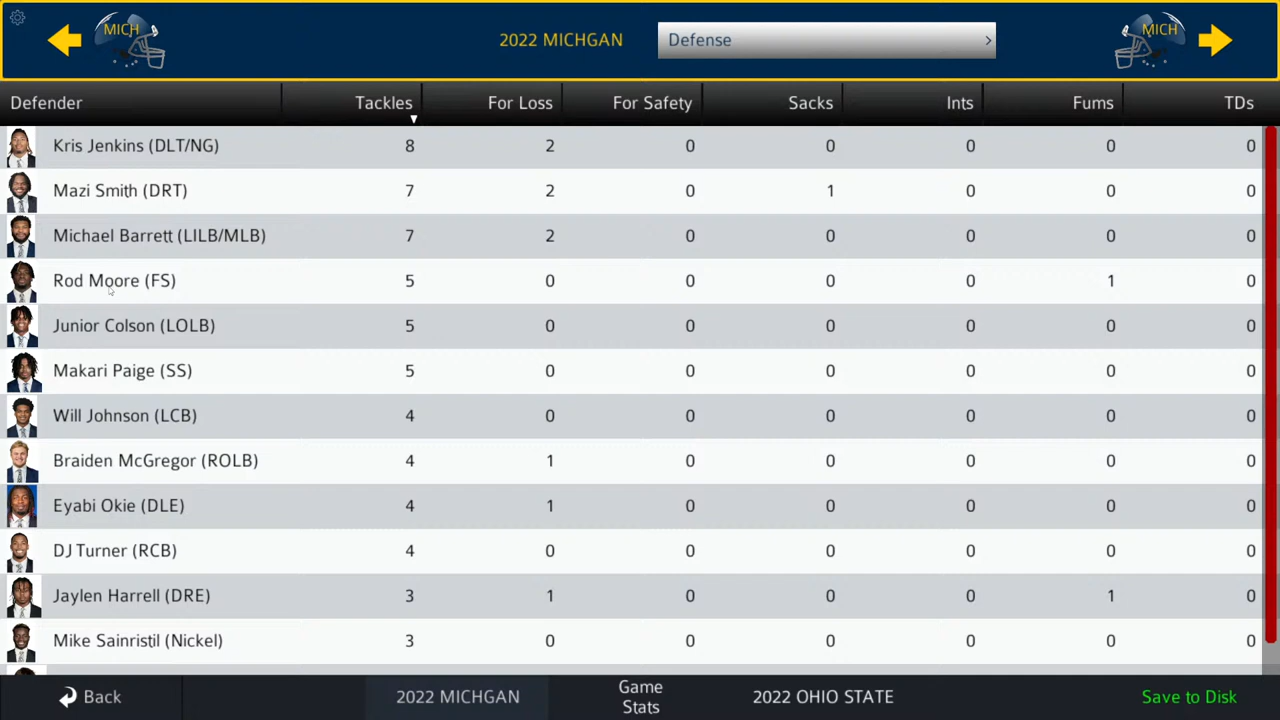 MICH
2022 MICHGAN
Defense
MICH
Defender Tackles For Loss For Safety Sacks Ints Fums TDs
Kris Jenkins (DLT/NG) 8 2 0 0 0 0 0
Mazi Smith (DRT) 7 2 0 1 0 0 0
Michael Barrett (LILB/MLB) 7 2 0 0 0 0 0
Rod Moore (FS) 5 0 0 0 0 1 0
Junior Colson (LOLB) 5 0 0 0 0 0 0
Makari Paige (SS) 5 0 0 0 0 0 0
Will Johnson (LCB) 4 0 0 0 0 0 0
Braiden McGregor (ROLB) 4 1 0 0 0 0 0
Eyabi Okie (DLE) 4 1 0 0 0 0 0
DJ Turner (RCB) 4 0 0 0 0 0 0
Jaylen Harrell (DRE) 3 1 0 0 0 1 0
Mike Sainristil (Nickel) 3 0 0 0 0 0 0
Back
2022 MICHGAN
Game
Stats
2022 OHIO STATE
Save to Disk